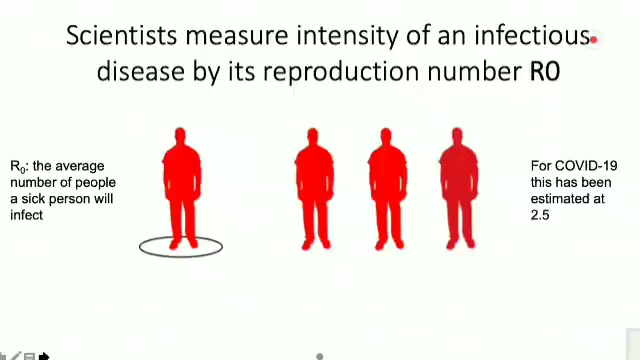 Scientists measure intensity of an infectious
disease by its reproduction number R0
R0: the average
number of people
a sick person will
infect
For COVID-19
this has been
estimated at
2.5